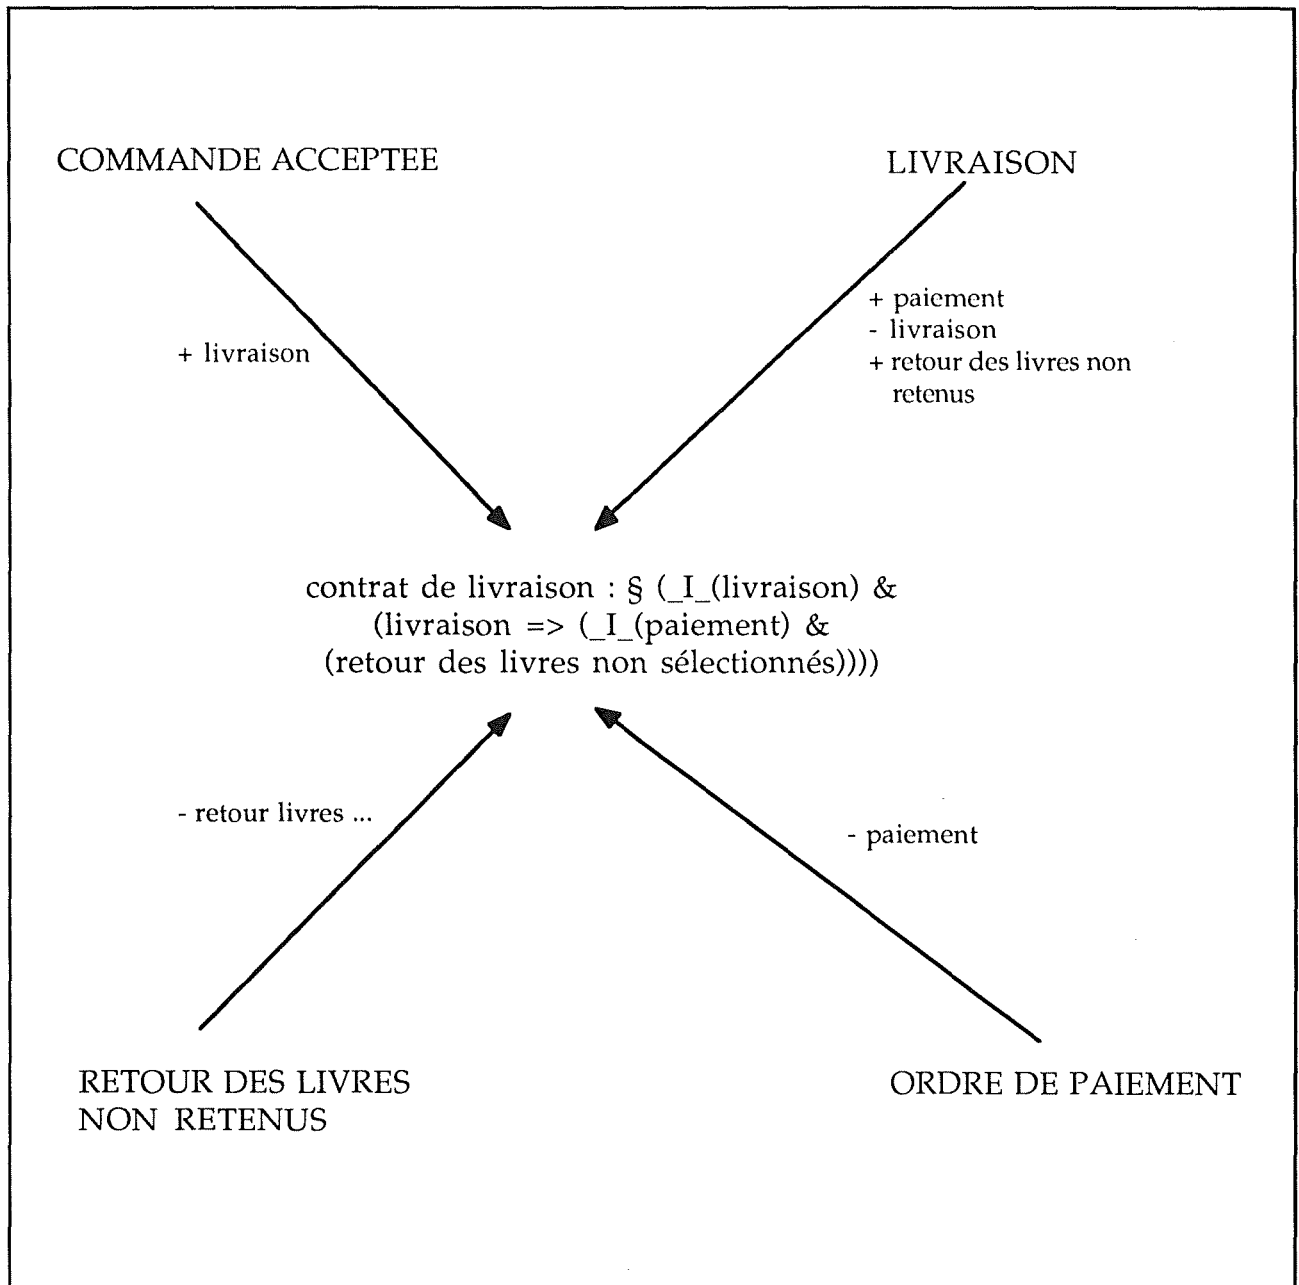 COMMANDE ACCEPTEE
LIVRAISON
+ livraison
+ paiement
- livraison
+ retour des livres non
retenus
contrat de livraison : § (_I_(livraison) &
(livraison => (_I_(paiement) &
(retour des livres non sélectionnés))))
- retour livres ...
- paiement
RETOUR DES LIVRES
NON RETENUS
ORDRE DE PAIEMENT